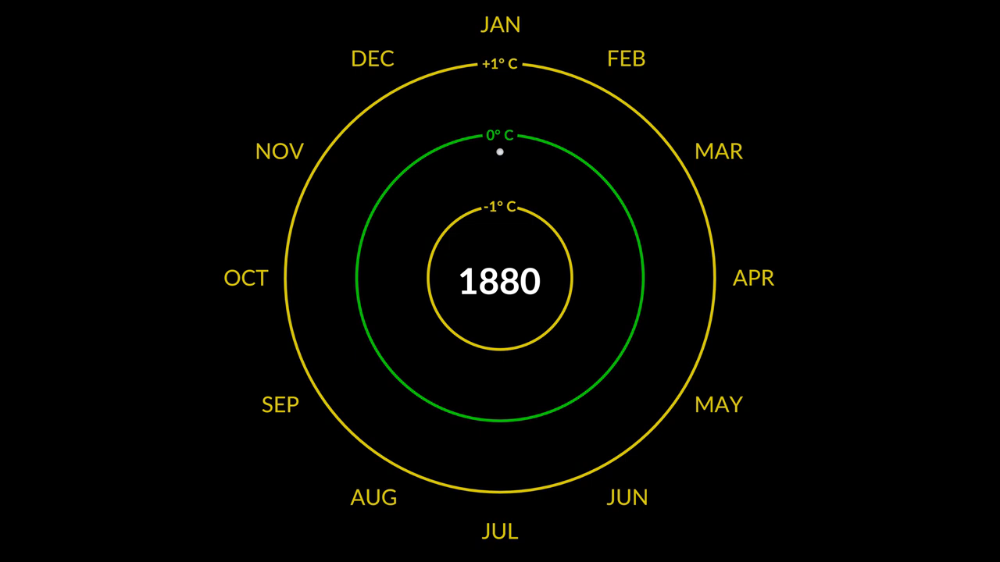 JAN
DEC
+1° C
FEB
NOV
0° C
MAR
-1° C
OCT
1880
APR
SEP
MAY
AUG
JUN
JUL